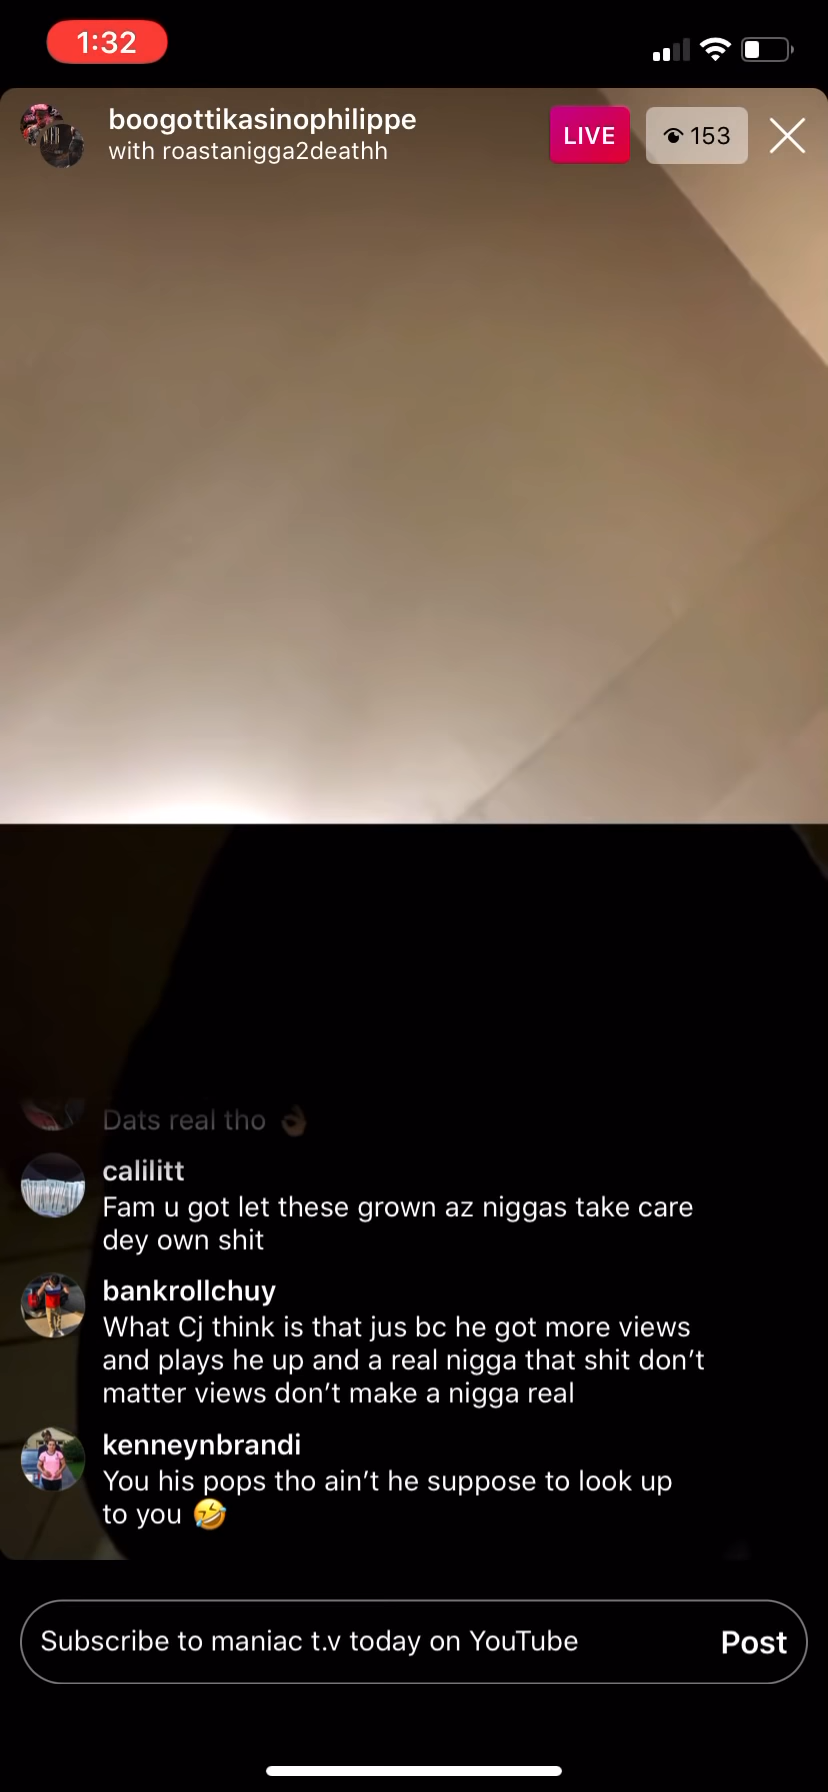 1:32
boogottikasinophilippe
with roastanigga2deathh
LIVE
153
Dats real tho 👌🏾
calilitt
Fam u got let these grown az niggas take care
dey own shit
bankrollchuy
What Cj think is that jus bc he got more views
and plays he up and a real nigga that shit don’t
matter views don’t make a nigga real
kenneynbrandi
You his pops tho ain’t he suppose to look up
to you 🤣
Subscribe to maniac t.v today on YouTube
Post